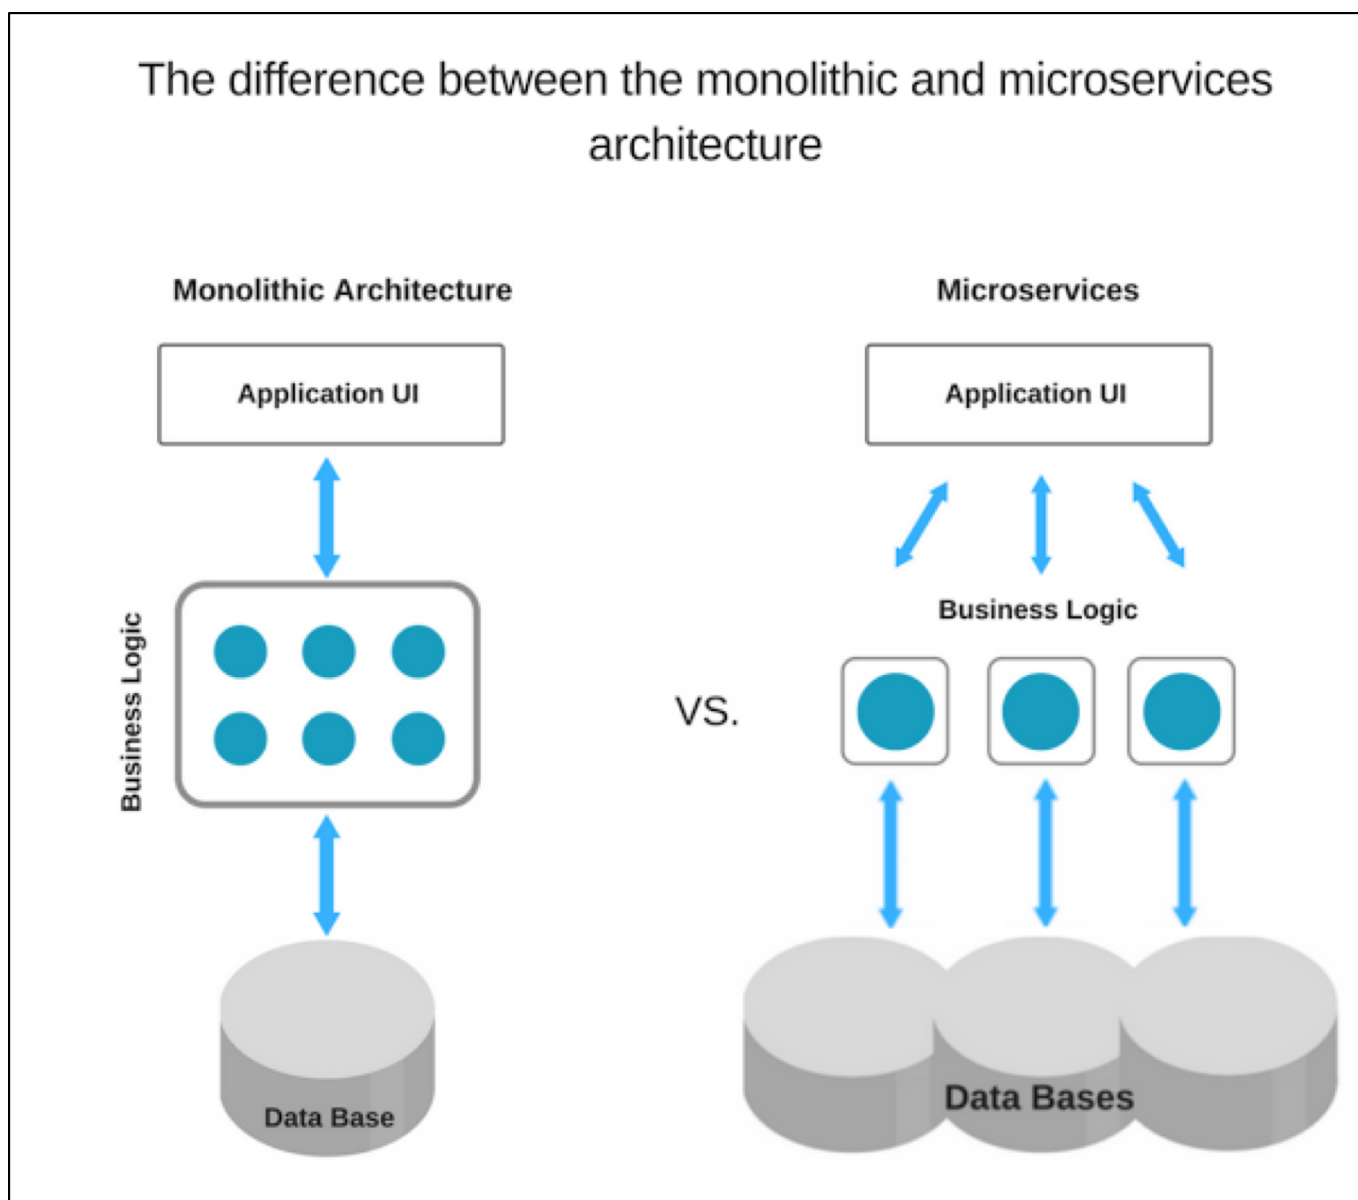 The difference between the monolithic and microservices
architecture
Monolithic Architecture
Application UI
Business Logic
Data Base
VS.
Microservices
Application UI
Business Logic
Data Bases